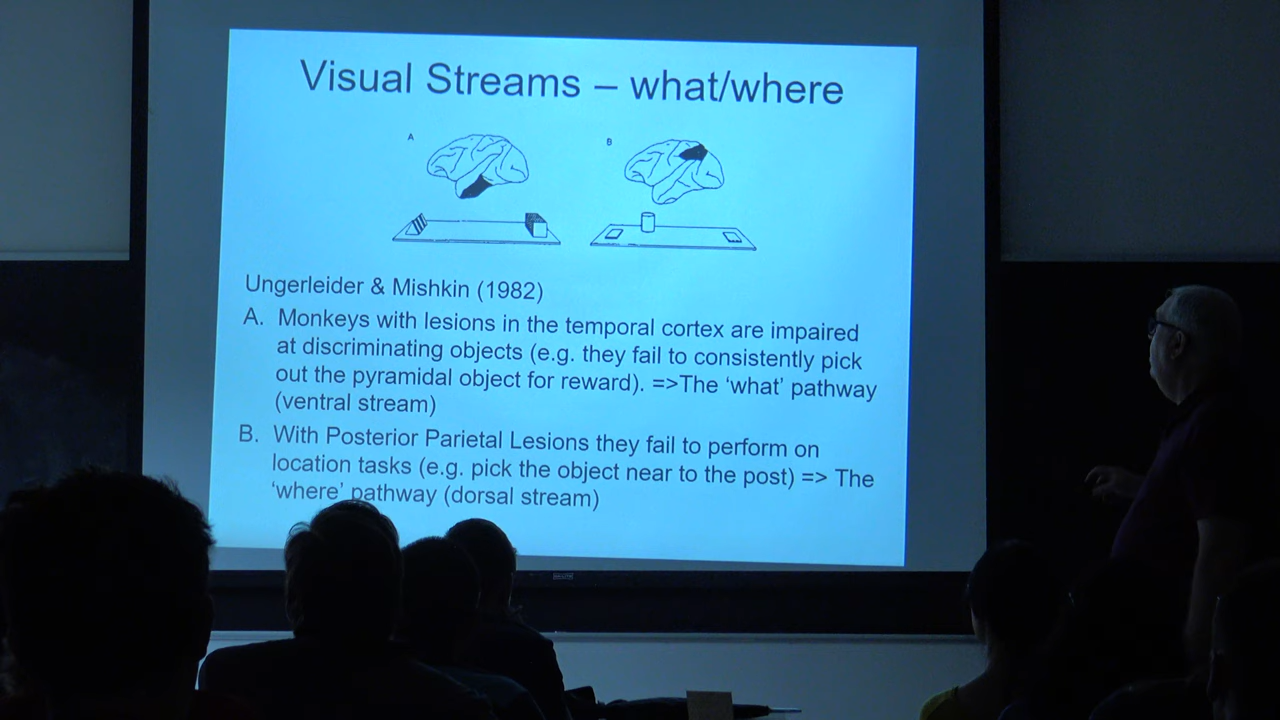 Visual Streams – what/where
A B
Ungerleider & Mishkin (1982)
A. Monkeys with lesions in the temporal cortex are impaired
at discriminating objects (e.g. they fail to consistently pick
out the pyramidal object for reward). =>The ‘what’ pathway
(ventral stream)
B. With Posterior Parietal Lesions they fail to perform on
location tasks (e.g. pick the object near to the post) => The
‘where’ pathway (dorsal stream)